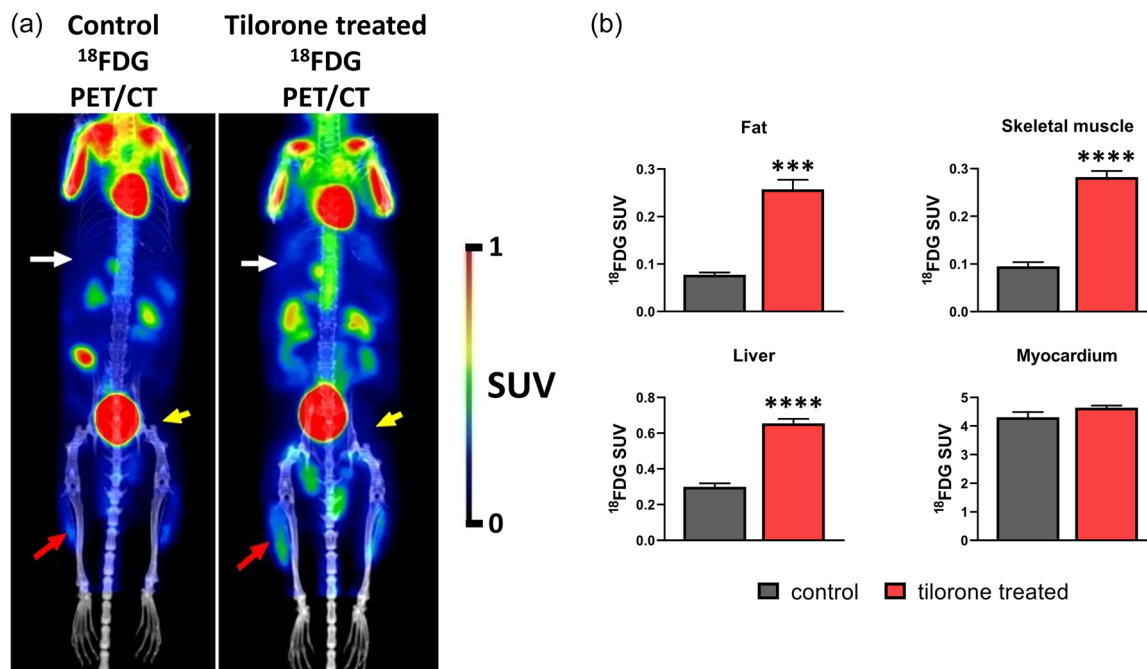 (a)
Control
¹⁸FDG
PET/CT
Tilorone treated
¹⁸FDG
PET/CT
1
SUV
0
(b)
Fat
***
¹⁸FDG SUV
0.3
0.2
0.1
0.0
Skeletal muscle
****
¹⁸FDG SUV
0.3
0.2
0.1
0.0
Liver
****
¹⁸FDG SUV
0.8
0.6
0.4
0.2
0.0
Myocardium
¹⁸FDG SUV
5
4
3
2
1
0
control
tilorone treated